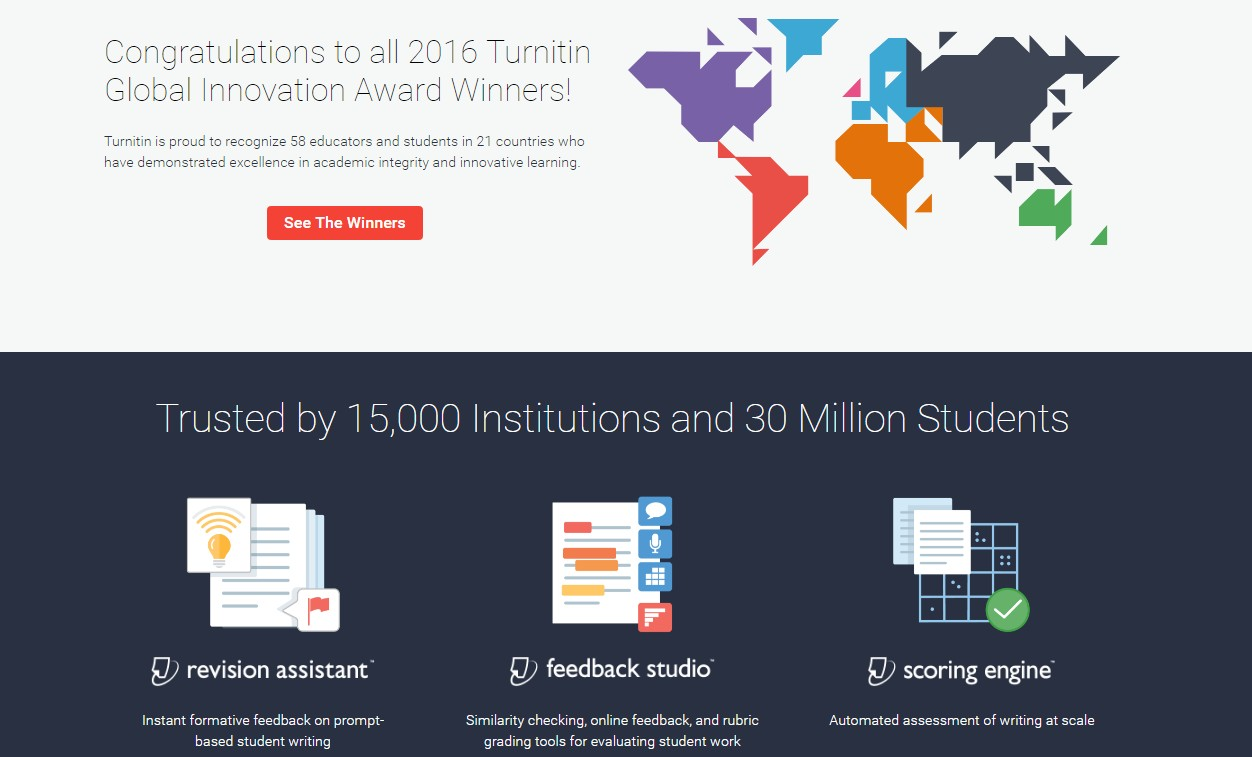 Congratulations to all 2016 Turnitin
Global Innovation Award Winners!
Turnitin is proud to recognize 58 educators and students in 21 countries who
have demonstrated excellence in academic integrity and innovative learning.
See The Winners
Trusted by 15,000 Institutions and 30 Million Students
revision assistant™
Instant formative feedback on prompt-
based student writing
feedback studio™
Similarity checking, online feedback, and rubric
grading tools for evaluating student work
scoring engine™
Automated assessment of writing at scale